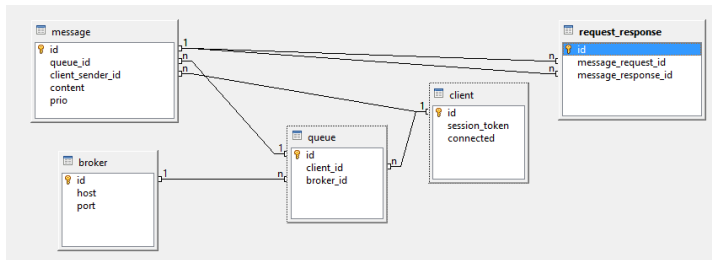 message
id
queue_id
client_sender_id
content
prio
1
n
n
request_response
id
message_request_id
message_response_id
n
n
client
id
session_token
connected
1
queue
id
client_id
broker_id
1
n
n
broker
id
host
port
1